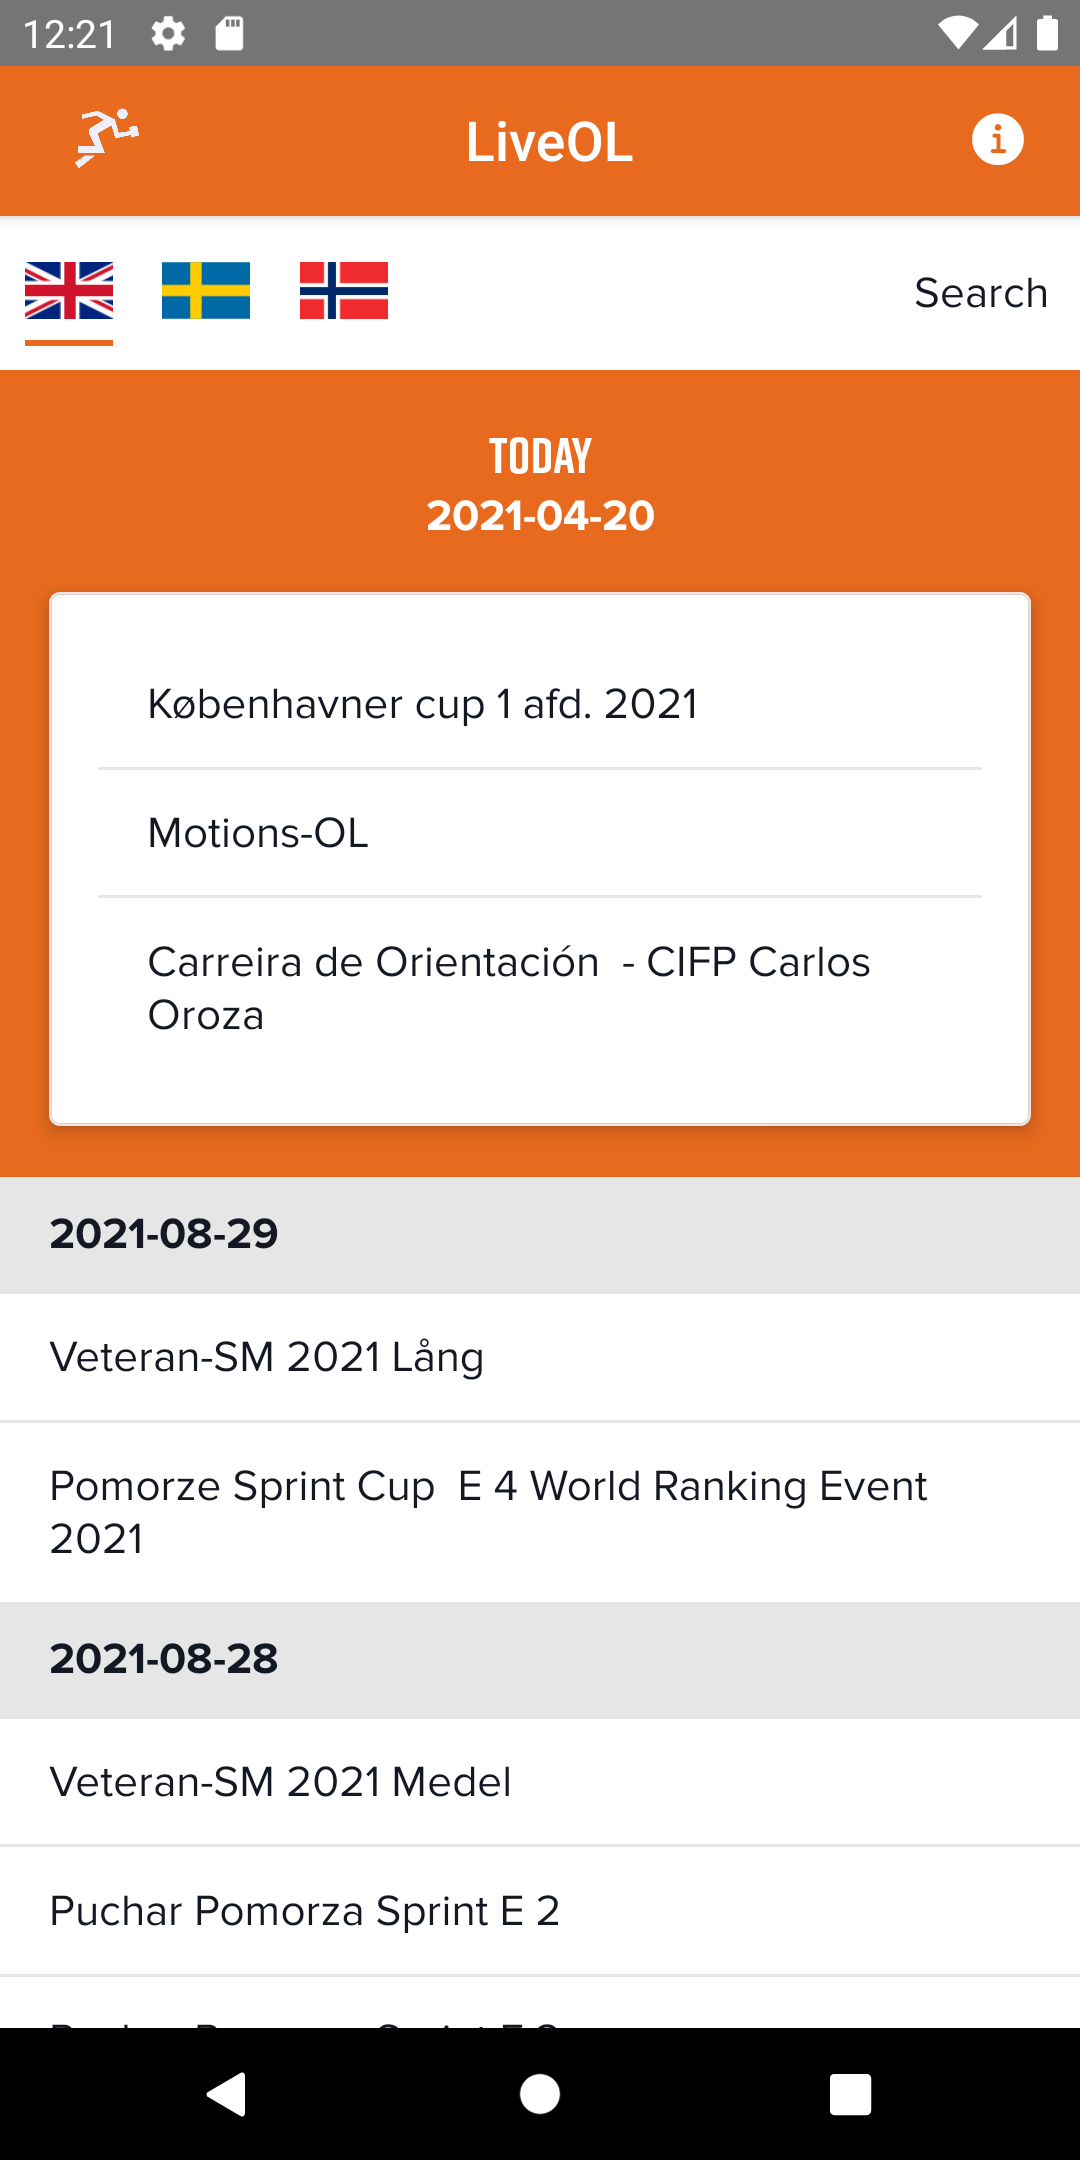 12:21
LiveOL
Search
TODAY
2021-04-20
Københavner cup 1 afd. 2021
Motions-OL
Carreira de Orientación  - CIFP Carlos
Oroza
2021-08-29
Veteran-SM 2021 Lång
Pomorze Sprint Cup  E 4 World Ranking Event
2021
2021-08-28
Veteran-SM 2021 Medel
Puchar Pomorza Sprint E 2